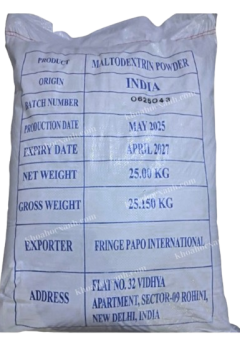 PRODUCT MALTODEXTRIN POWDER
ORIGIN INDIA
BATCH NUMBER 0625043
PRODUCTION DATE MAY 2025
EXPIRY DATE APRIL 2027
NET WEIGHT 25.00 KG
GROSS WEIGHT 25.150 KG
EXPORTER FRINGE PAPO INTERNATIONAL
FLAT NO. 32 VIDHYA
ADDRESS APARTMENT, SECTOR-09 ROHINI,
NEW DELHI, INDIA